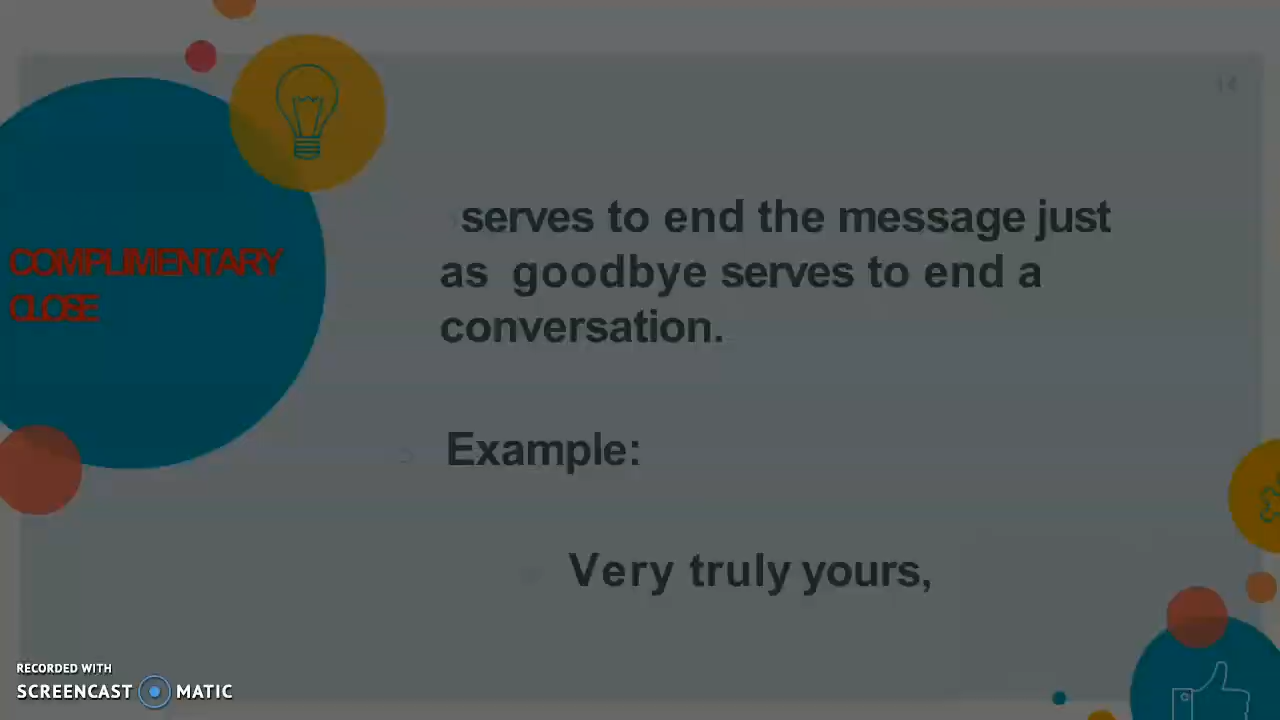 14
COMPLIMENTARY
CLOSE
serves to end the message just
as goodbye serves to end a
conversation.
Example:
Very truly yours,
RECORDED WITH
SCREENCAST MATIC